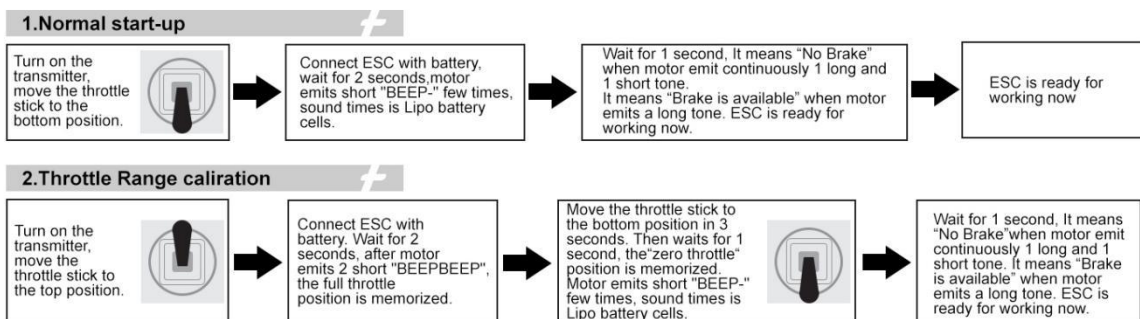 1.Normal start-up
Turn on the
transmitter,
move the throttle
stick to the
bottom position.
Connect ESC with battery,
wait for 2 seconds,motor
emits short "BEEP-" few times,
sound times is Lipo battery
cells.
Wait for 1 second, It means “No Brake”
when motor emit continuously 1 long and
1 short tone.
It means “Brake is available” when motor
emits a long tone. ESC is ready for
working now.
ESC is ready for
working now
2.Throttle Range caliration
Turn on the
transmitter,
move the
throttle stick to
the top position.
Connect ESC with
battery. Wait for 2
seconds, after motor
emits 2 short "BEEPBEEP",
the full throttle
position is memorized.
Move the throttle stick to
the bottom position in 3
seconds. Then waits for 1
second, the“zero throttle“
position is memorized.
Motor emits short "BEEP-"
few times, sound times is
Lipo battery cells.
Wait for 1 second, It means
“No Brake”when motor emit
continuously 1 long and 1
short tone. It means “Brake
is available” when motor
emits a long tone. ESC is
ready for working now.